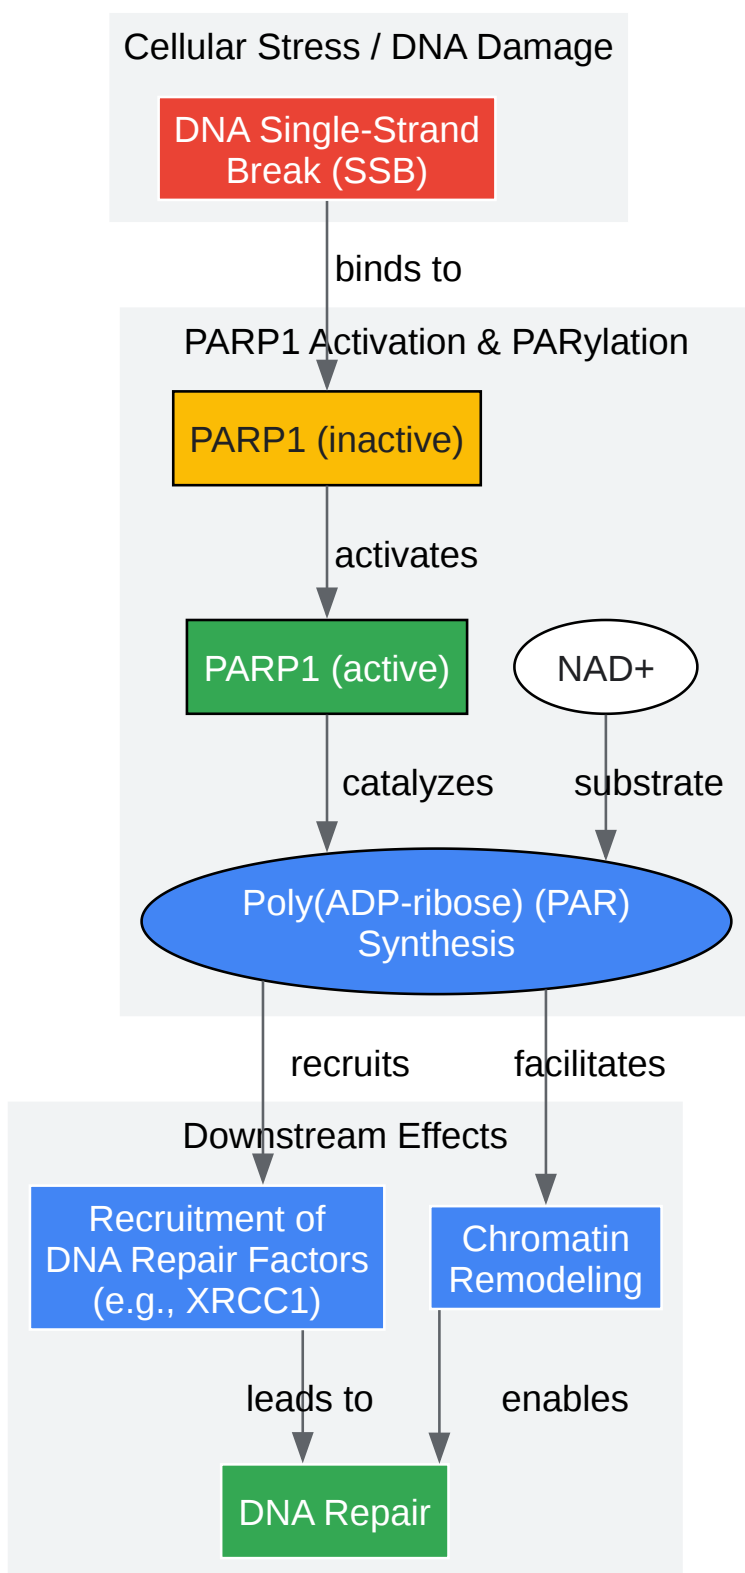 Cellular Stress / DNA Damage
DNA Single-Strand
Break (SSB)
binds to
PARP1 Activation & PARylation
PARP1 (inactive)
activates
PARP1 (active)
NAD+
catalyzes
substrate
Poly(ADP-ribose) (PAR)
Synthesis
recruits
facilitates
Downstream Effects
Recruitment of
DNA Repair Factors
(e.g., XRCC1)
Chromatin
Remodeling
leads to
enables
DNA Repair